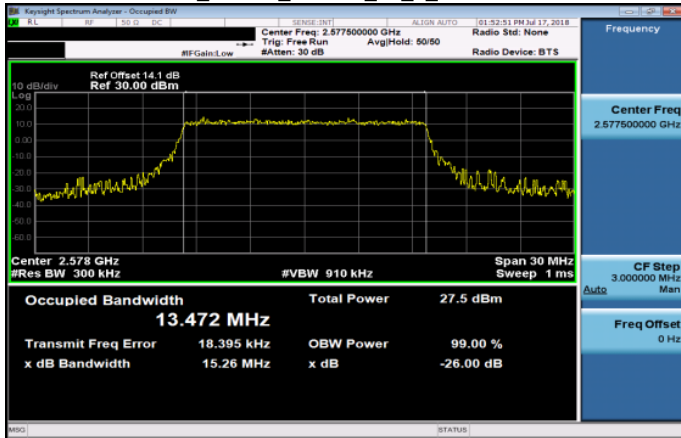 Keysight Spectrum Analyzer - Occupied BW
RL RF 50 Ω DC SENSE:INT ALIGN AUTO 01:52:51 PM Jul 17, 2018
Center Freq: 2.577500000 GHz Radio Std: None
Trig: Free Run Avg|Hold: 50/50
#IFGain:Low #Atten: 30 dB Radio Device: BTS
Frequency
Ref Offset 14.1 dB
10 dB/div Ref 30.00 dBm
Log
20.0
10.0
0.00
-10.0
-20.0
-30.0
-40.0
-50.0
-60.0
Center Freq
2.577500000 GHz
Center 2.578 GHz Span 30 MHz
#Res BW 300 kHz #VBW 910 kHz Sweep 1 ms
CF Step
3.000000 MHz
Auto Man
Occupied Bandwidth Total Power 27.5 dBm
13.472 MHz
Transmit Freq Error 18.395 kHz OBW Power 99.00 %
x dB Bandwidth 15.26 MHz x dB -26.00 dB
Freq Offset
0 Hz
MSG STATUS